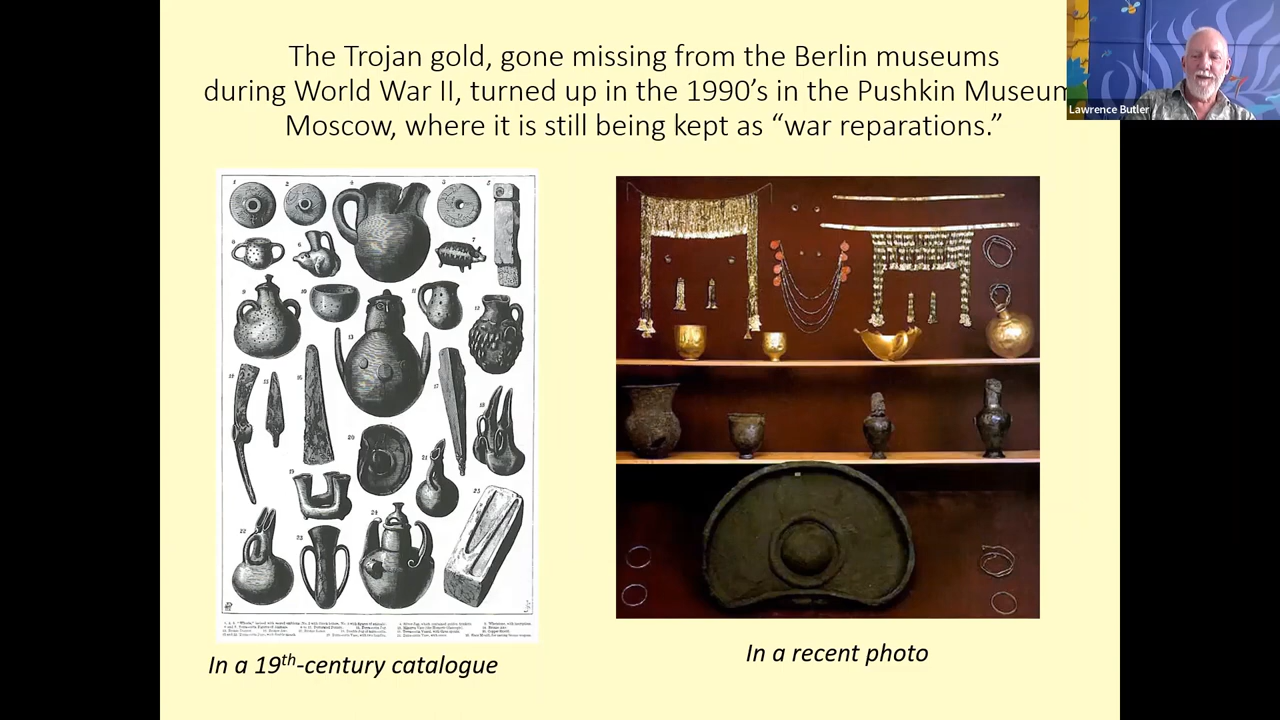 The Trojan gold, gone missing from the Berlin museums
during World War II, turned up in the 1990’s in the Pushkin Museum
Moscow, where it is still being kept as “war reparations.”
Lawrence Butler
In a 19th-century catalogue
In a recent photo